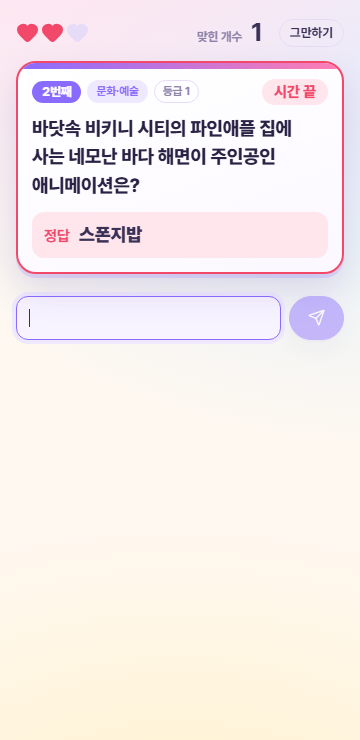 맞힌 개수 1 그만하기
2번째 문화·예술 등급 1 시간 끝
바닷속 비키니 시티의 파인애플 집에
사는 네모난 바다 해면이 주인공인
애니메이션은?
정답 스폰지밥